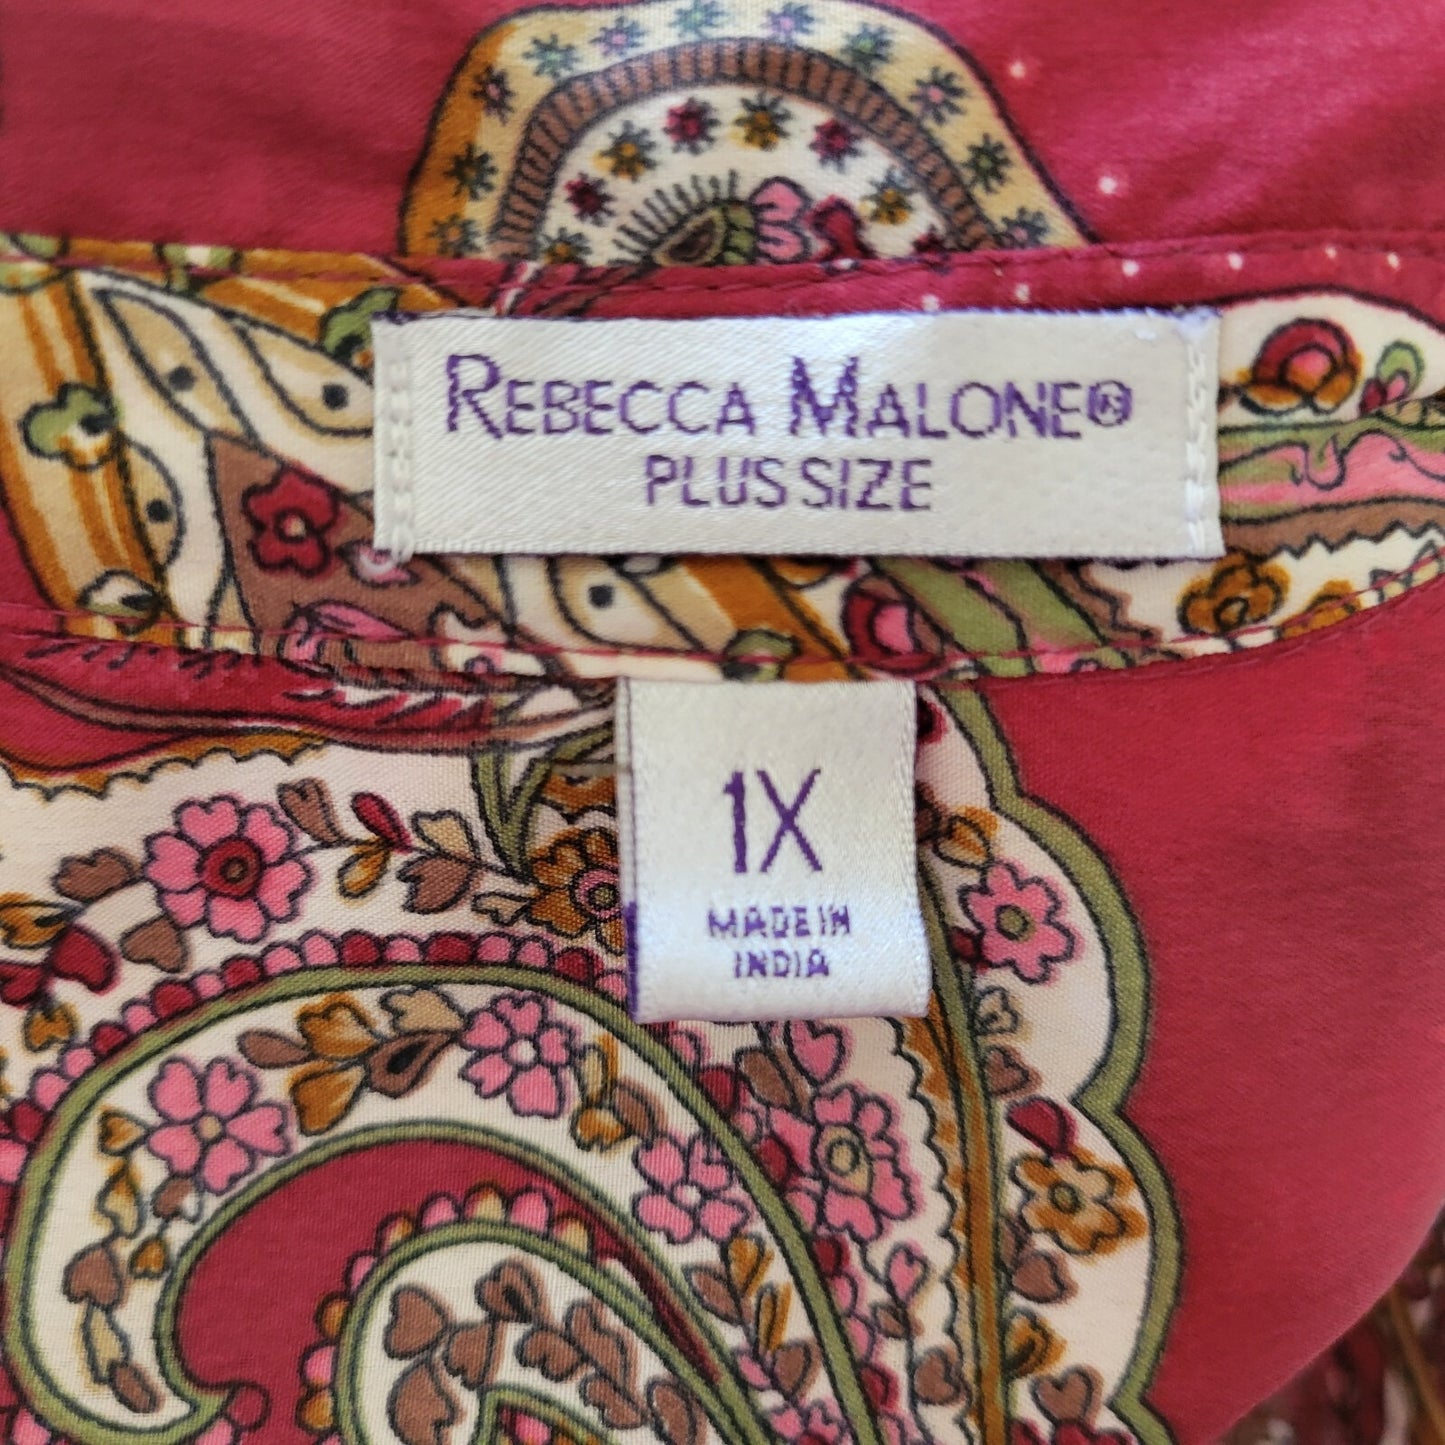 REBECCA MALONE®
PLUS SIZE
1X
MADE IN
INDIA